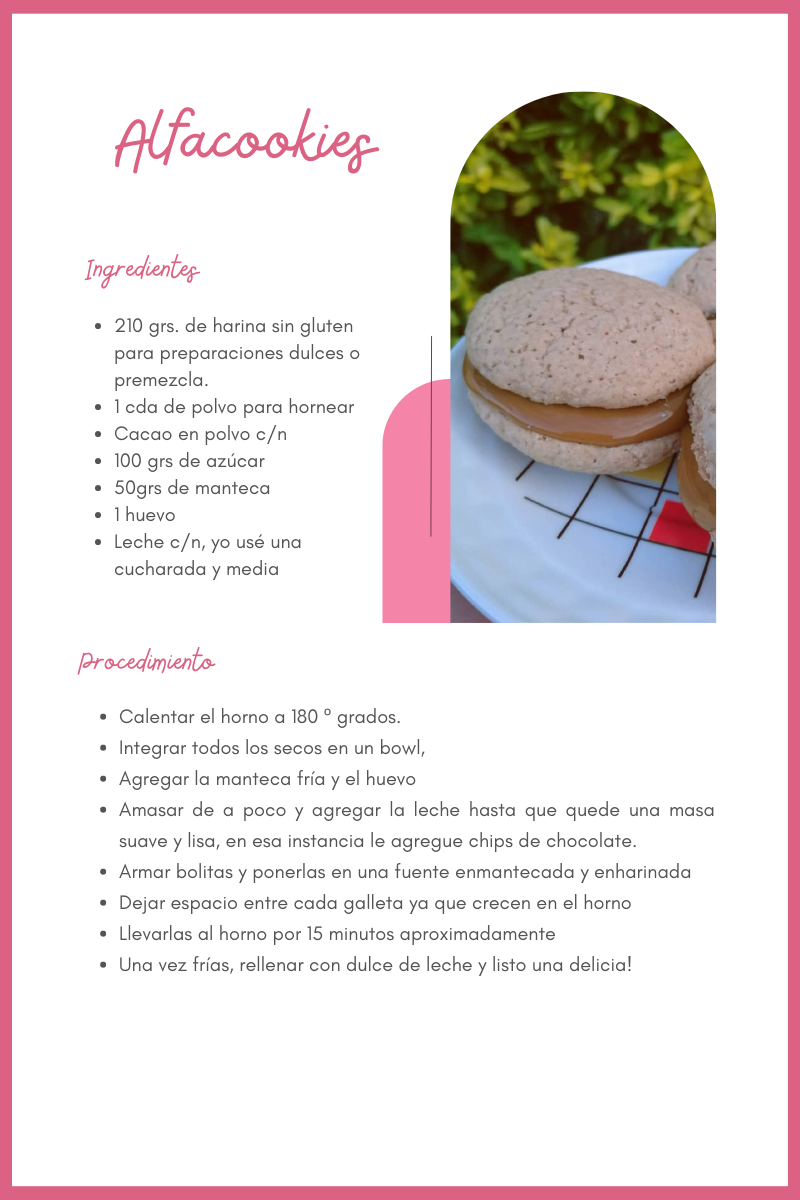 Alfacookies
Ingredientes
210 grs. de harina sin gluten
para preparaciones dulces o
premezcla.
1 cda de polvo para hornear
Cacao en polvo c/n
100 grs de azúcar
50grs de manteca
1 huevo
Leche c/n, yo usé una
cucharada y media
Procedimiento
Calentar el horno a 180 º grados.
Integrar todos los secos en un bowl,
Agregar la manteca fría y el huevo
Amasar de a poco y agregar la leche hasta que quede una masa
suave y lisa, en esa instancia le agregue chips de chocolate.
Armar bolitas y ponerlas en una fuente enmantecada y enharinada
Dejar espacio entre cada galleta ya que crecen en el horno
Llevarlas al horno por 15 minutos aproximadamente
Una vez frías, rellenar con dulce de leche y listo una delicia!